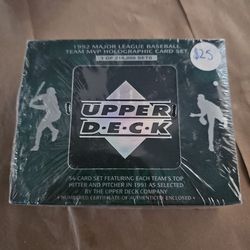 1992 MAJOR LEAGUE BASEBALL
TEAM MVP HOLOGRAPHIC CARD SET
1 OF 216,000 SETS
$25
UPPER
D·E·C·K
54 CARD SET FEATURING EACH TEAM'S TOP
HITTER AND PITCHER IN 1991 AS SELECTED
BY THE UPPER DECK COMPANY
• NUMBERED CERTIFICATE OF AUTHENTICITY ENCLOSED •